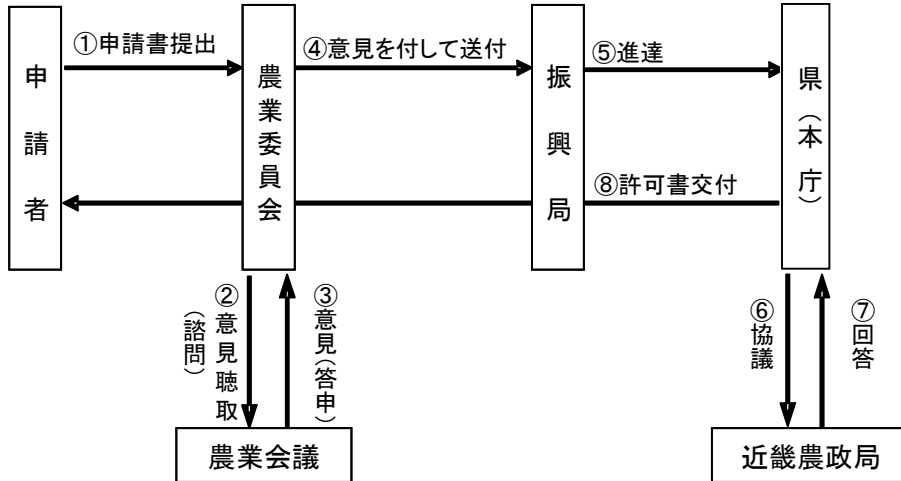 ①申請書提出
④意見を付して送付
⑤進達
申請者
農業委員会
振興局
県(本庁)
⑧許可書交付
②意見聴取
(諮問)
③意見(答申)
⑥協議
⑦回答
農業会議
近畿農政局